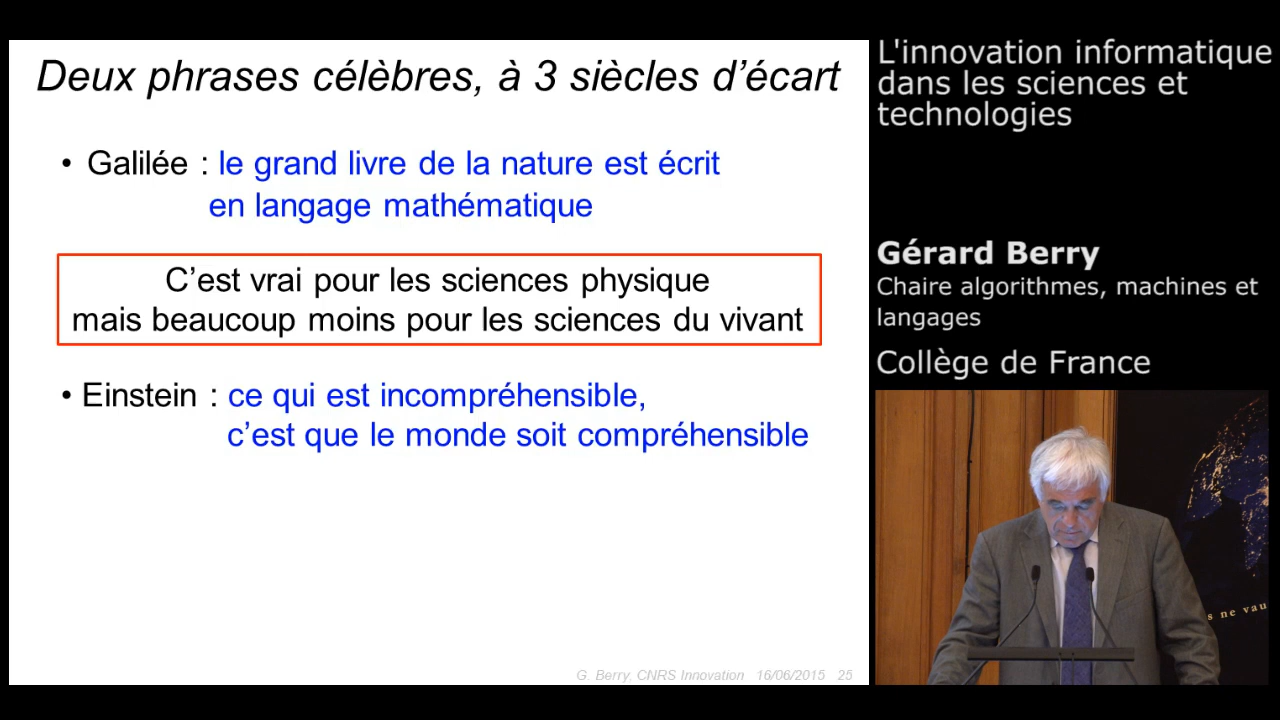 Deux phrases célèbres, à 3 siècles d’écart
• Galilée : le grand livre de la nature est écrit
en langage mathématique
C’est vrai pour les sciences physique
mais beaucoup moins pour les sciences du vivant
• Einstein : ce qui est incompréhensible,
c’est que le monde soit compréhensible
G. Berry, CNRS Innovation 16/06/2015 25
L'innovation informatique
dans les sciences et
technologies
Gérard Berry
Chaire algorithmes, machines et
langages
Collège de France
s ne vau